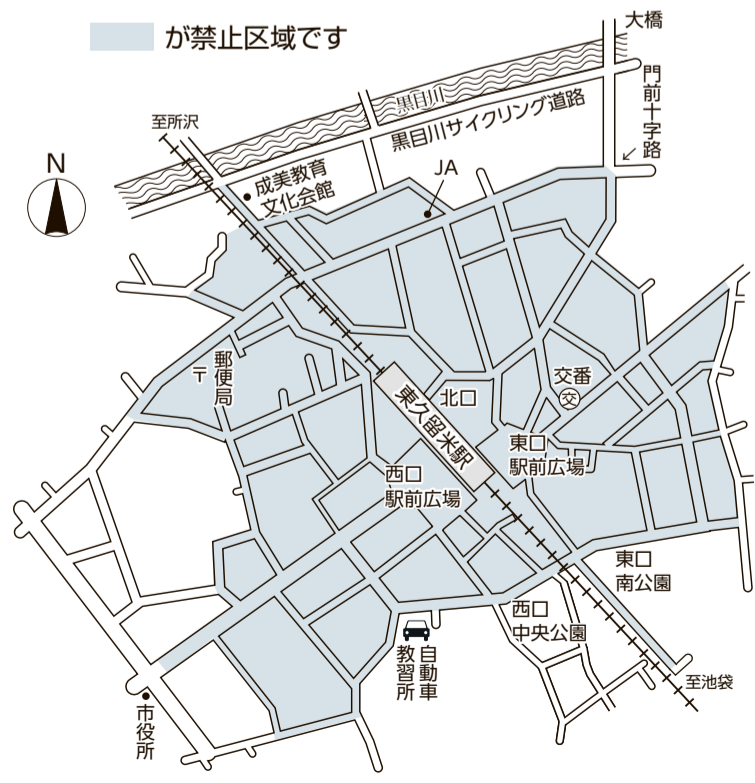 が禁止区域です
大橋
黒目川
門前十字路
至所沢
黒目川サイクリング道路
N
成美教育
文化会館
JA
郵便局
〒
交番
交
北口
東久留米駅
東口
駅前広場
西口
駅前広場
東口
南公園
西口
中央公園
自動車
教習所
至池袋
市役所